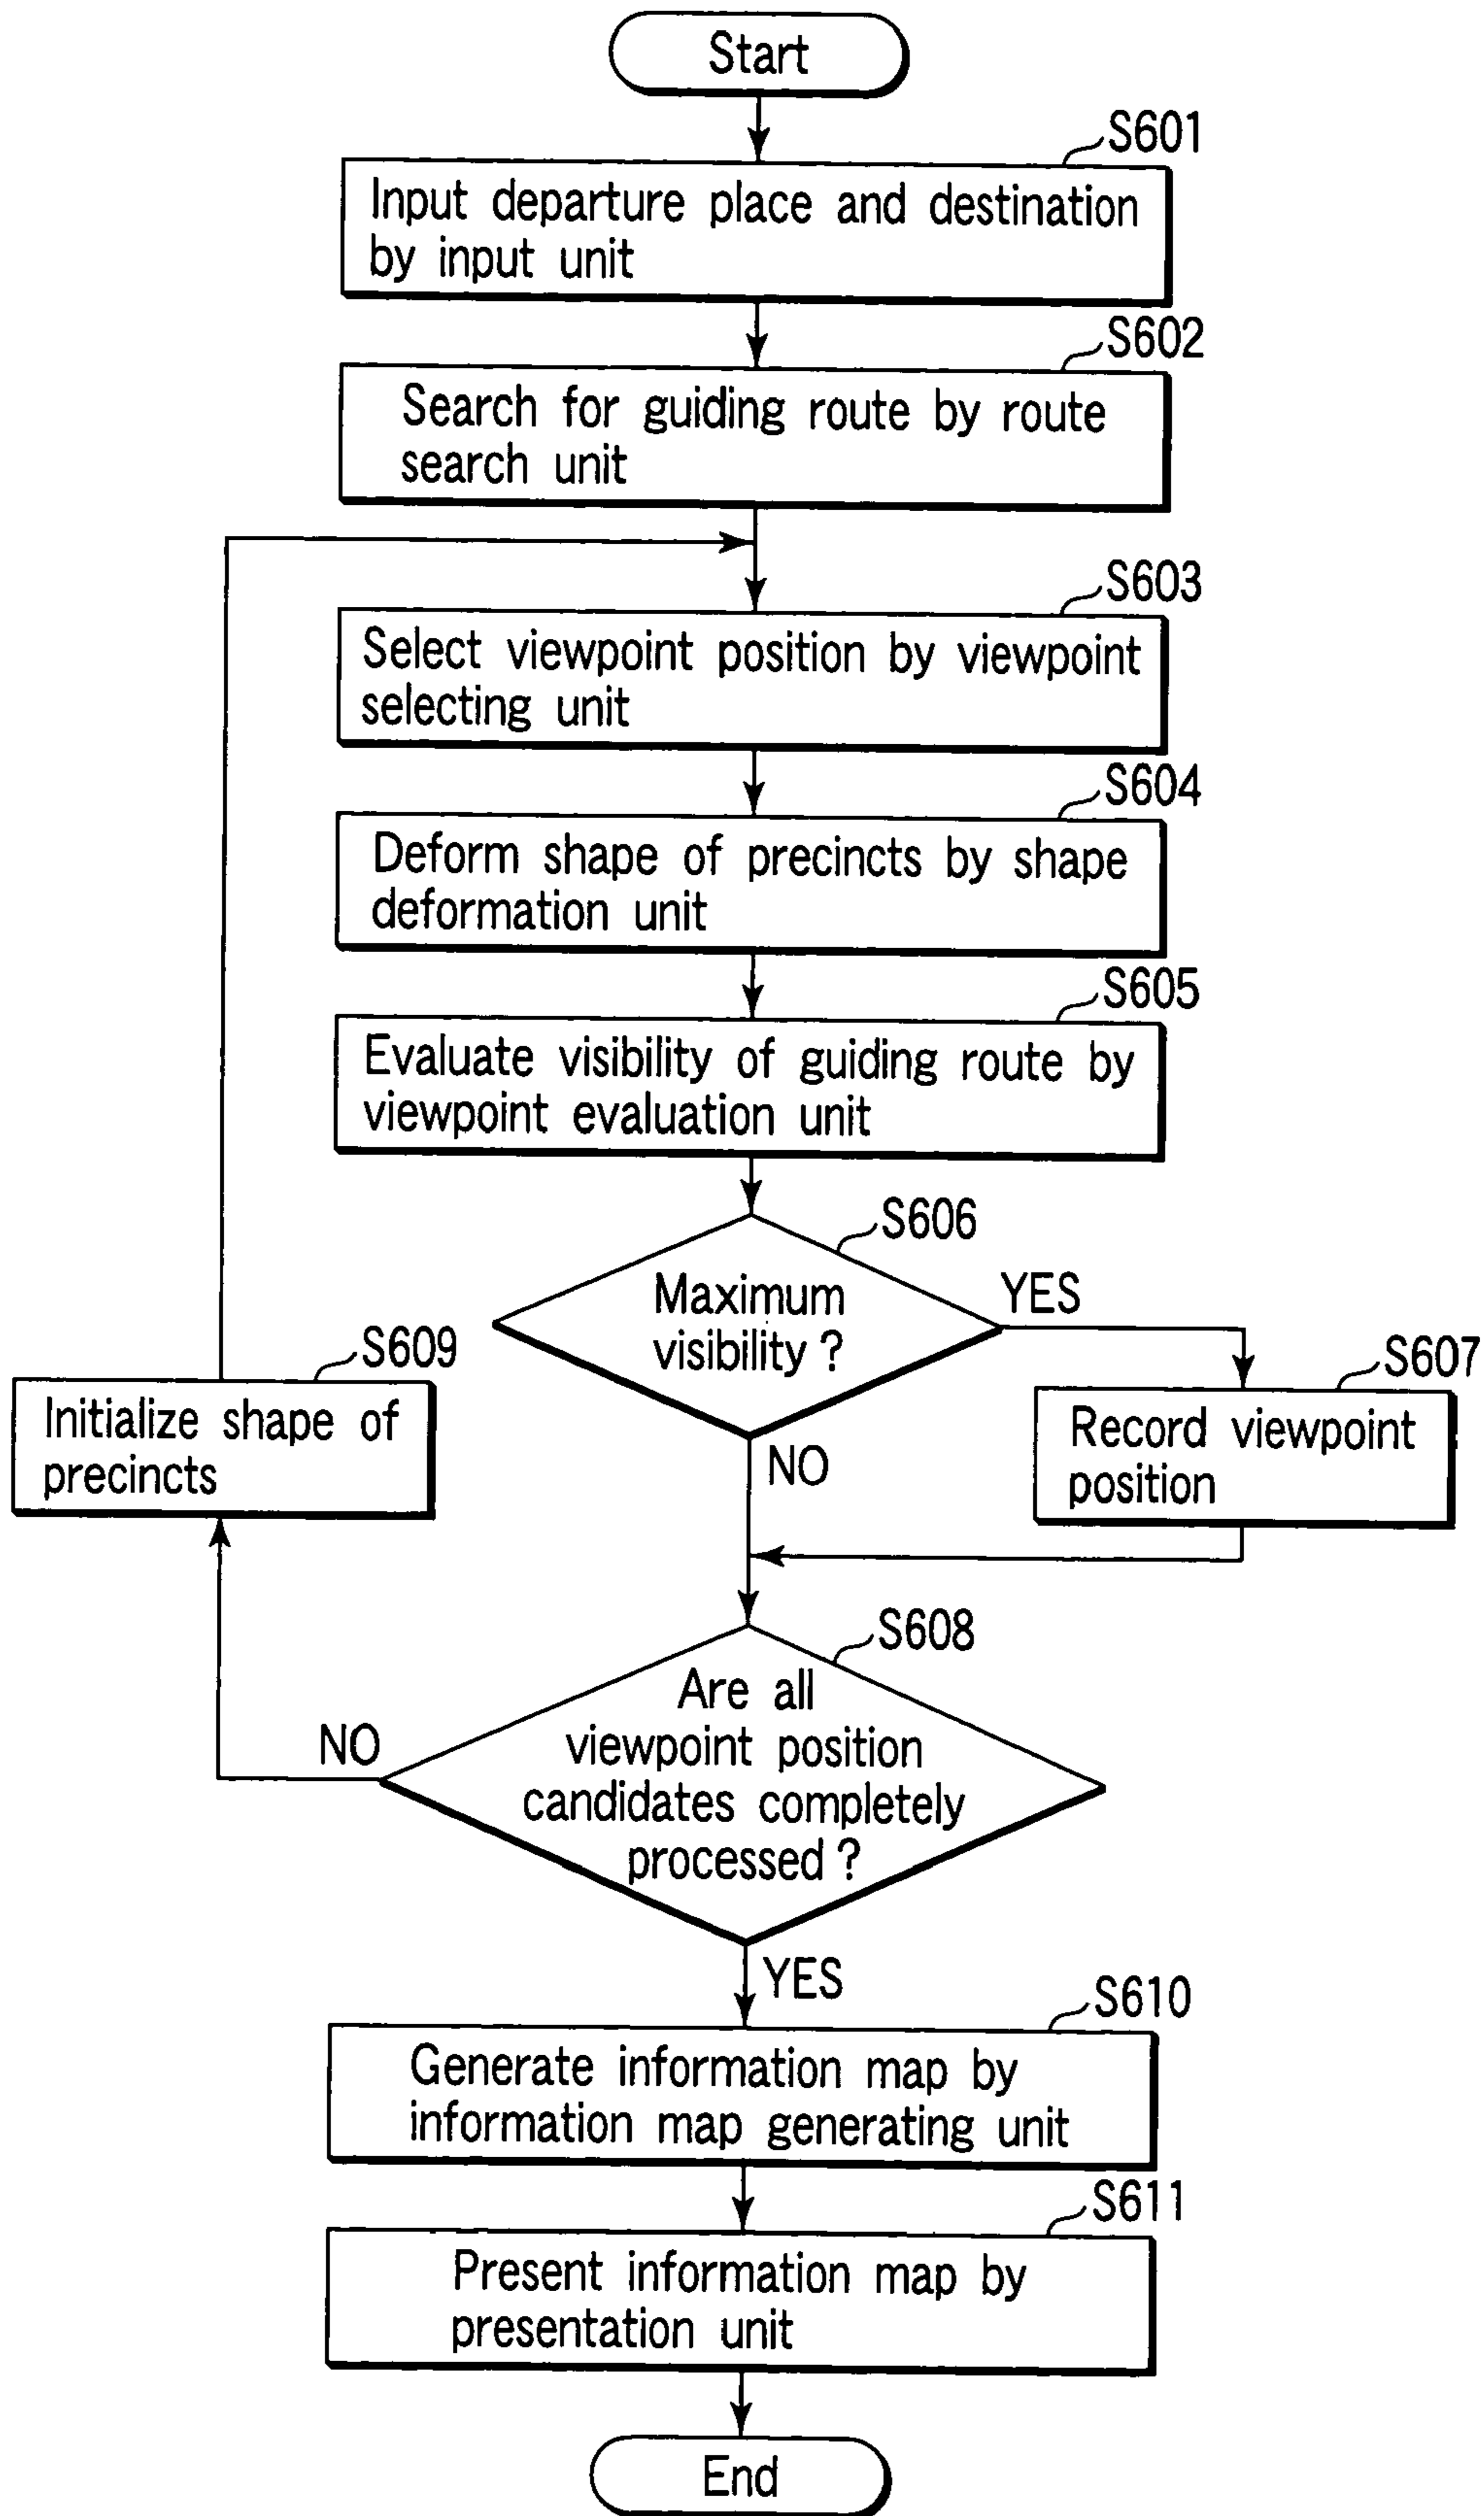 Start
S601
Input departure place and destination
by input unit
S602
Search for guiding route by route
search unit
S603
Select viewpoint position by viewpoint
selecting unit
S604
Deform shape of precincts by shape
deformation unit
S605
Evaluate visibility of guiding route by
viewpoint evaluation unit
S606
Maximum
visibility ?
YES
NO
S607
Record viewpoint
position
S609
Initialize shape of
precincts
S608
Are all
viewpoint position
candidates completely
processed ?
NO
YES
S610
Generate information map by
information map generating unit
S611
Present information map by
presentation unit
End